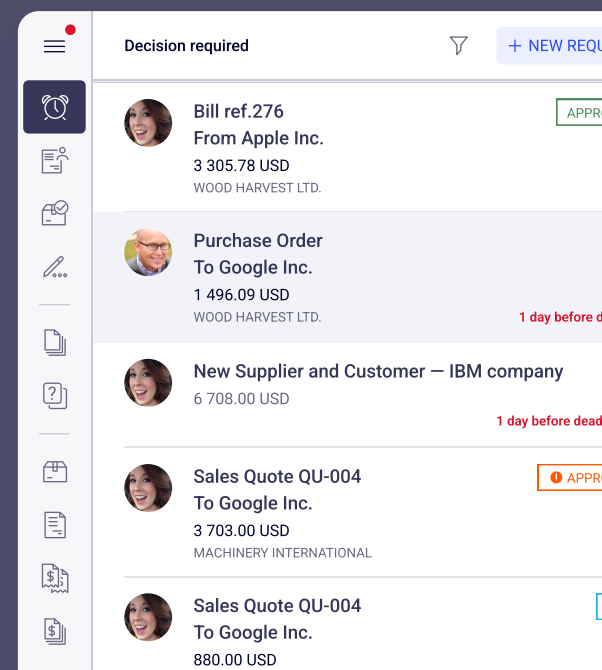 Decision required
+ NEW REQU
Bill ref.276
APPRO
From Apple Inc.
3 305.78 USD
WOOD HARVEST LTD.
Purchase Order
To Google Inc.
1 496.09 USD
WOOD HARVEST LTD.
1 day before d
New Supplier and Customer — IBM company
6 708.00 USD
1 day before dead
Sales Quote QU-004
APPRO
To Google Inc.
3 703.00 USD
MACHINERY INTERNATIONAL
Sales Quote QU-004
To Google Inc.
880.00 USD